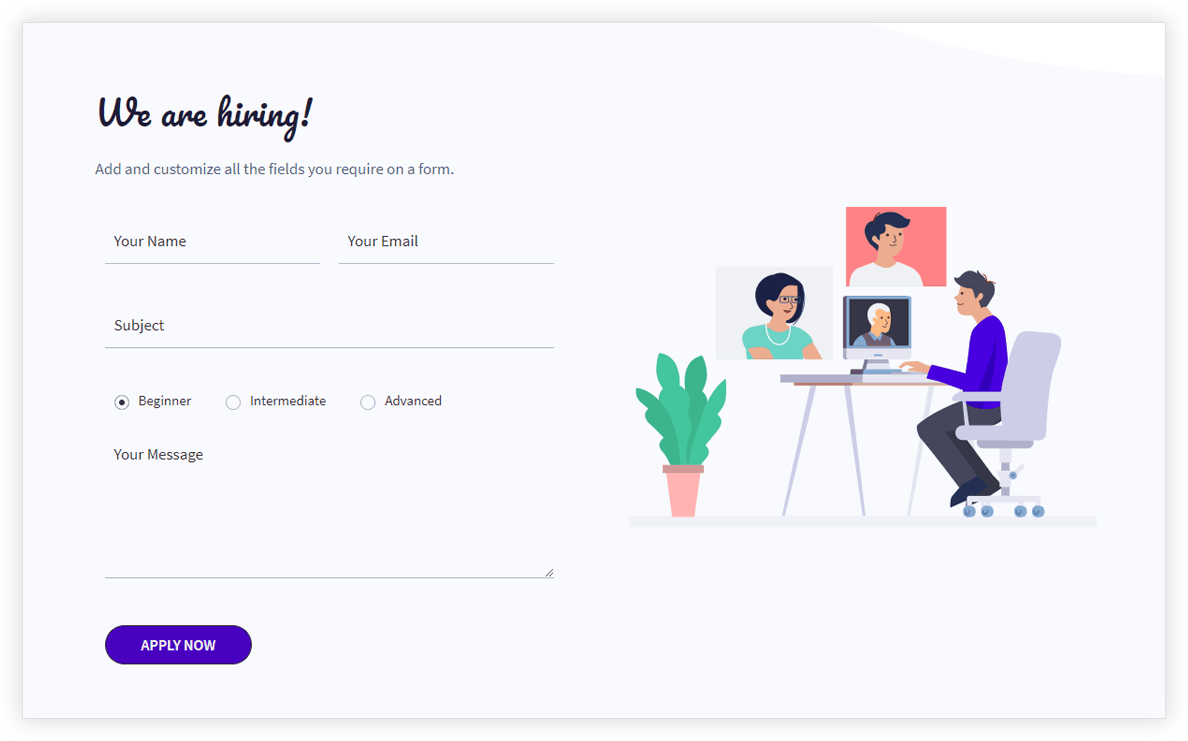 We are hiring!
Add and customize all the fields you require on a form.
Your Name
Your Email
Subject
Beginner
Intermediate
Advanced
Your Message
APPLY NOW